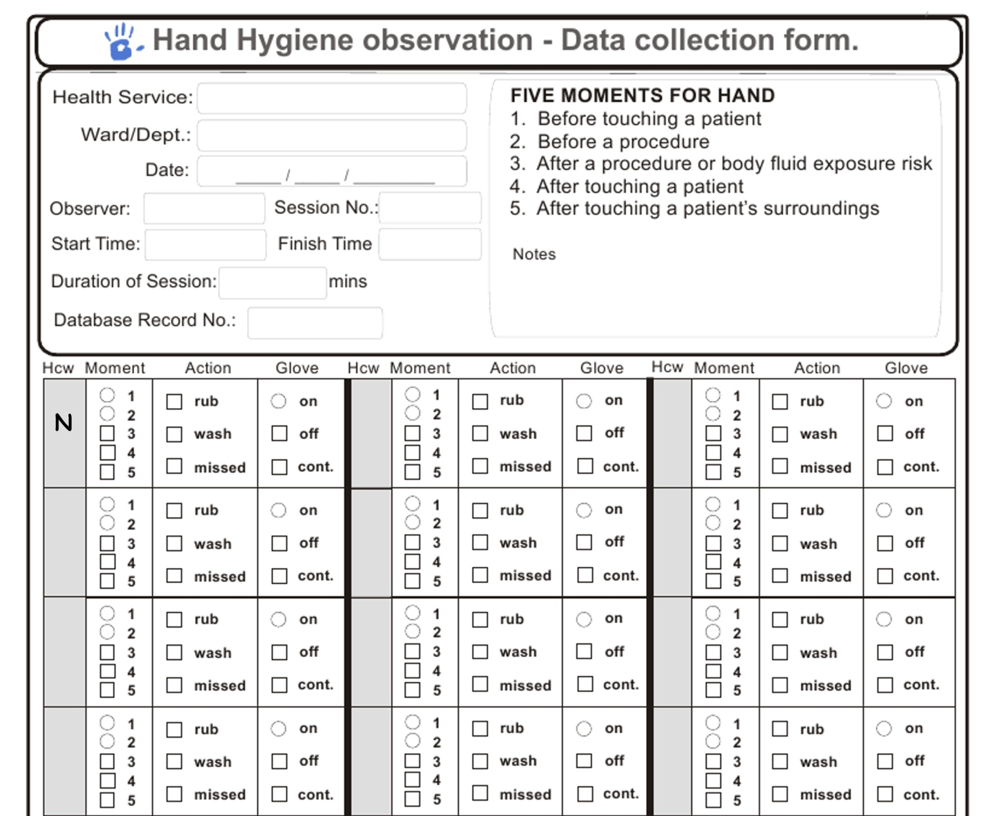 Hand Hygiene observation - Data collection form.
Health Service:
Ward/Dept.:
Date: _____ / _____ / _________
Observer: Session No.:
Start Time: Finish Time
Duration of Session: mins
Database Record No.:
FIVE MOMENTS FOR HAND
1. Before touching a patient
2. Before a procedure
3. After a procedure or body fluid exposure risk
4. After touching a patient
5. After touching a patient’s surroundings
Notes
Hcw Moment Action Glove Hcw Moment Action Glove Hcw Moment Action Glove
1 rub on 1 rub on 1 rub on
N 2 2 2
3 wash off 3 wash off 3 wash off
4 4 4
5 missed cont. 5 missed cont. 5 missed cont.
1 rub on 1 rub on 1 rub on
2 2 2
3 wash off 3 wash off 3 wash off
4 4 4
5 missed cont. 5 missed cont. 5 missed cont.
1 rub on 1 rub on 1 rub on
2 2 2
3 wash off 3 wash off 3 wash off
4 4 4
5 missed cont. 5 missed cont. 5 missed cont.
1 rub on 1 rub on 1 rub on
2 2 2
3 wash off 3 wash off 3 wash off
4 4 4
5 missed cont. 5 missed cont. 5 missed cont.